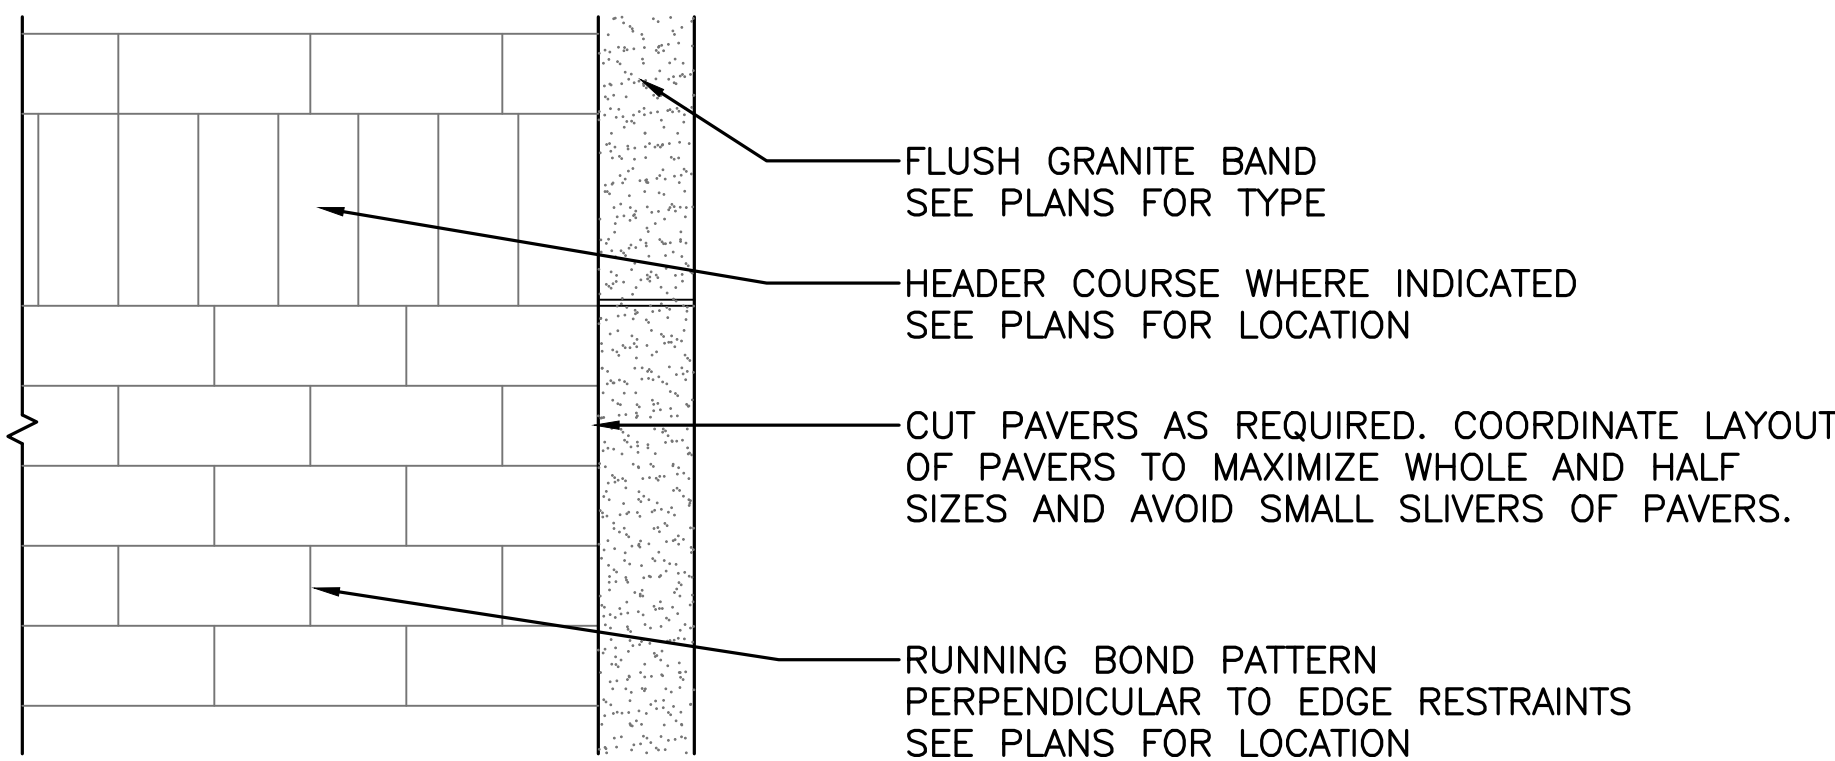 FLUSH GRANITE BAND
SEE PLANS FOR TYPE
HEADER COURSE WHERE INDICATED
SEE PLANS FOR LOCATION
CUT PAVERS AS REQUIRED. COORDINATE LAYOUT
OF PAVERS TO MAXIMIZE WHOLE AND HALF
SIZES AND AVOID SMALL SLIVERS OF PAVERS.
RUNNING BOND PATTERN
PERPENDICULAR TO EDGE RESTRAINTS
SEE PLANS FOR LOCATION